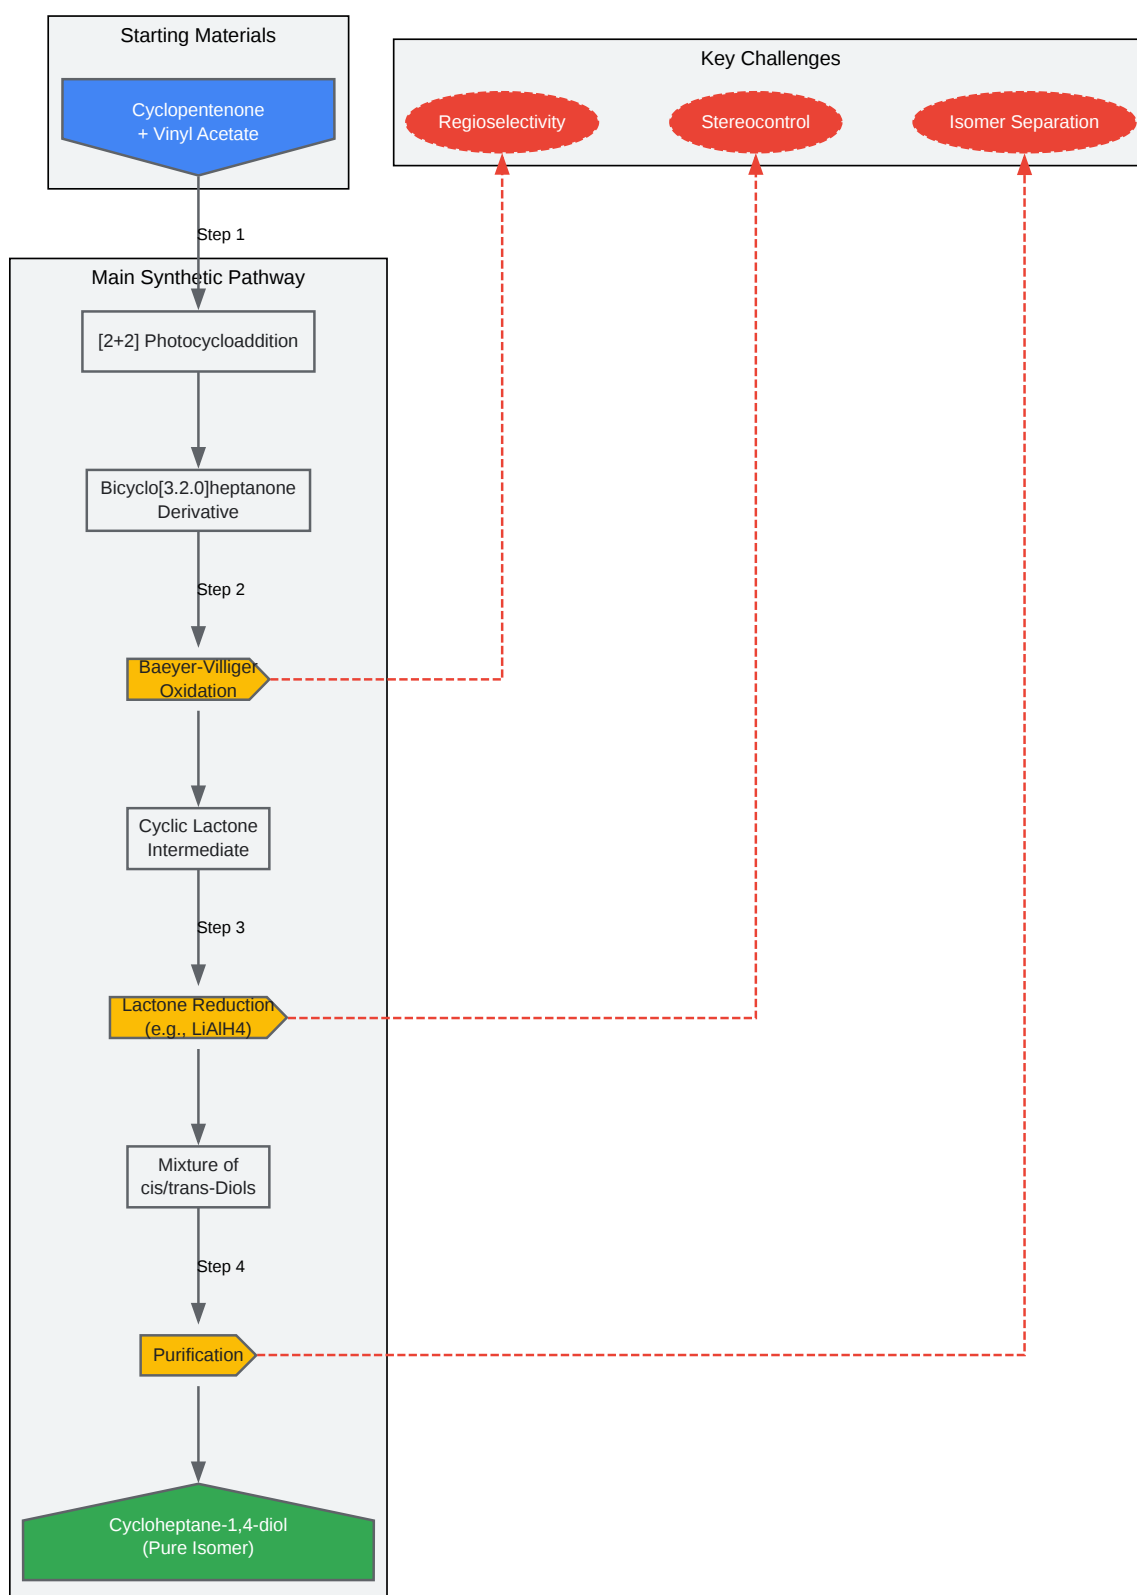 Starting Materials
Cyclopentenone
+ Vinyl Acetate
Key Challenges
Regioselectivity
Stereocontrol
Isomer Separation
Step 1
Main Synthetic Pathway
[2+2] Photocycloaddition
Bicyclo[3.2.0]heptanone
Derivative
Step 2
Baeyer-Villiger
Oxidation
Cyclic Lactone
Intermediate
Step 3
Lactone Reduction
(e.g., LiAlH4)
Mixture of
cis/trans-Diols
Step 4
Purification
Cycloheptane-1,4-diol
(Pure Isomer)